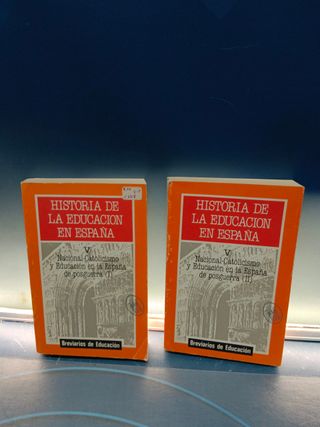 HISTORIA DE
LA EDUCACION
EN ESPAÑA
V
Nacional-Catolicismo
y Educación en la España
de posguerra (I)
Breviarios de Educación
HISTORIA DE
LA EDUCACION
EN ESPAÑA
V
Nacional-Catolicismo
y Educación en la España
de posguerra (II)
Breviarios de Educación